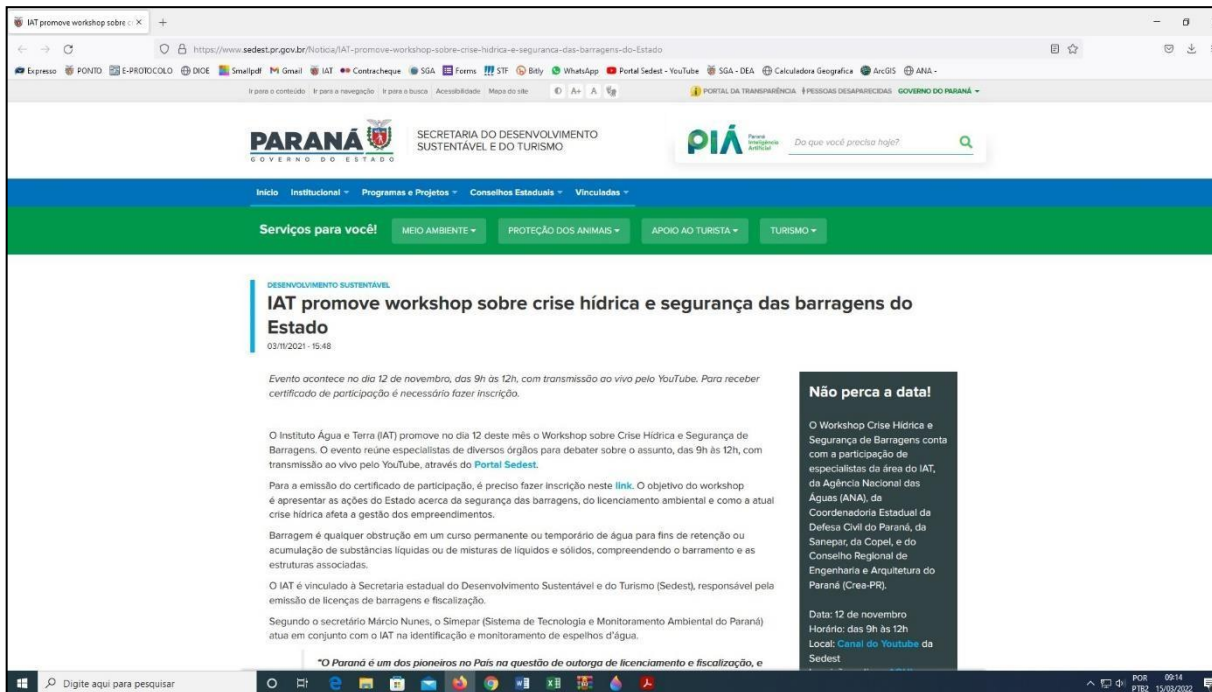 IAT promove workshop sobre cr
https://www.sedest.pr.gov.br/Noticia/IAT-promove-workshop-sobre-crise-hidrica-e-seguranca-das-barragens-do-Estado
Expresso PONTO E-PROTOCOLO DIOE Smallpdf Gmail IAT Contracheque SGA Forms STF Bitly WhatsApp Portal Sedest - YouTube SGA - DEA Calculadora Geografica ArcGIS ANA -
Ir para o conteúdo Ir para a navegação Ir para a busca Acessibilidade Mapa do site A+ A PORTAL DA TRANSPARÊNCIA PESSOAS DESAPARECIDAS GOVERNO DO PARANÁ
PARANÁ
GOVERNO DO ESTADO
SECRETARIA DO DESENVOLVIMENTO
SUSTENTÁVEL E DO TURISMO
PIÁ
Paraná
Inteligência
Artificial
Do que você precisa hoje?
Início Institucional Programas e Projetos Conselhos Estaduais Vinculadas
Serviços para você! MEIO AMBIENTE PROTEÇÃO DOS ANIMAIS APOIO AO TURISTA TURISMO
DESENVOLVIMENTO SUSTENTÁVEL
IAT promove workshop sobre crise hídrica e segurança das barragens do
Estado
03/11/2021 - 15:48
Evento acontece no dia 12 de novembro, das 9h às 12h, com transmissão ao vivo pelo YouTube. Para receber
certificado de participação é necessário fazer inscrição.
O Instituto Água e Terra (IAT) promove no dia 12 deste mês o Workshop sobre Crise Hídrica e Segurança de
Barragens. O evento reúne especialistas de diversos órgãos para debater sobre o assunto, das 9h às 12h, com
transmissão ao vivo pelo YouTube, através do Portal Sedest.
Para a emissão do certificado de participação, é preciso fazer inscrição neste link. O objetivo do workshop
é apresentar as ações do Estado acerca da segurança das barragens, do licenciamento ambiental e como a atual
crise hídrica afeta a gestão dos empreendimentos.
Barragem é qualquer obstrução em um curso permanente ou temporário de água para fins de retenção ou
acumulação de substâncias líquidas ou de misturas de líquidos e sólidos, compreendendo o barramento e as
estruturas associadas.
O IAT é vinculado à Secretaria estadual do Desenvolvimento Sustentável e do Turismo (Sedest), responsável pela
emissão de licenças de barragens e fiscalização.
Segundo o secretário Márcio Nunes, o Simepar (Sistema de Tecnologia e Monitoramento Ambiental do Paraná)
atua em conjunto com o IAT na identificação e monitoramento de espelhos d'água.
"O Paraná é um dos pioneiros no País na questão de outorga de licenciamento e fiscalização, e
Não perca a data!
O Workshop Crise Hídrica e
Segurança de Barragens conta
com a participação de
especialistas da área do IAT,
da Agência Nacional das
Águas (ANA), da
Coordenadoria Estadual da
Defesa Civil do Paraná, da
Sanepar, da Copel, e do
Conselho Regional de
Engenharia e Arquitetura do
Paraná (Crea-PR).
Data: 12 de novembro
Horário: das 9h às 12h
Local: Canal do Youtube da
Sedest
Digite aqui para pesquisar
POR 09:14
PTB2 15/03/2022